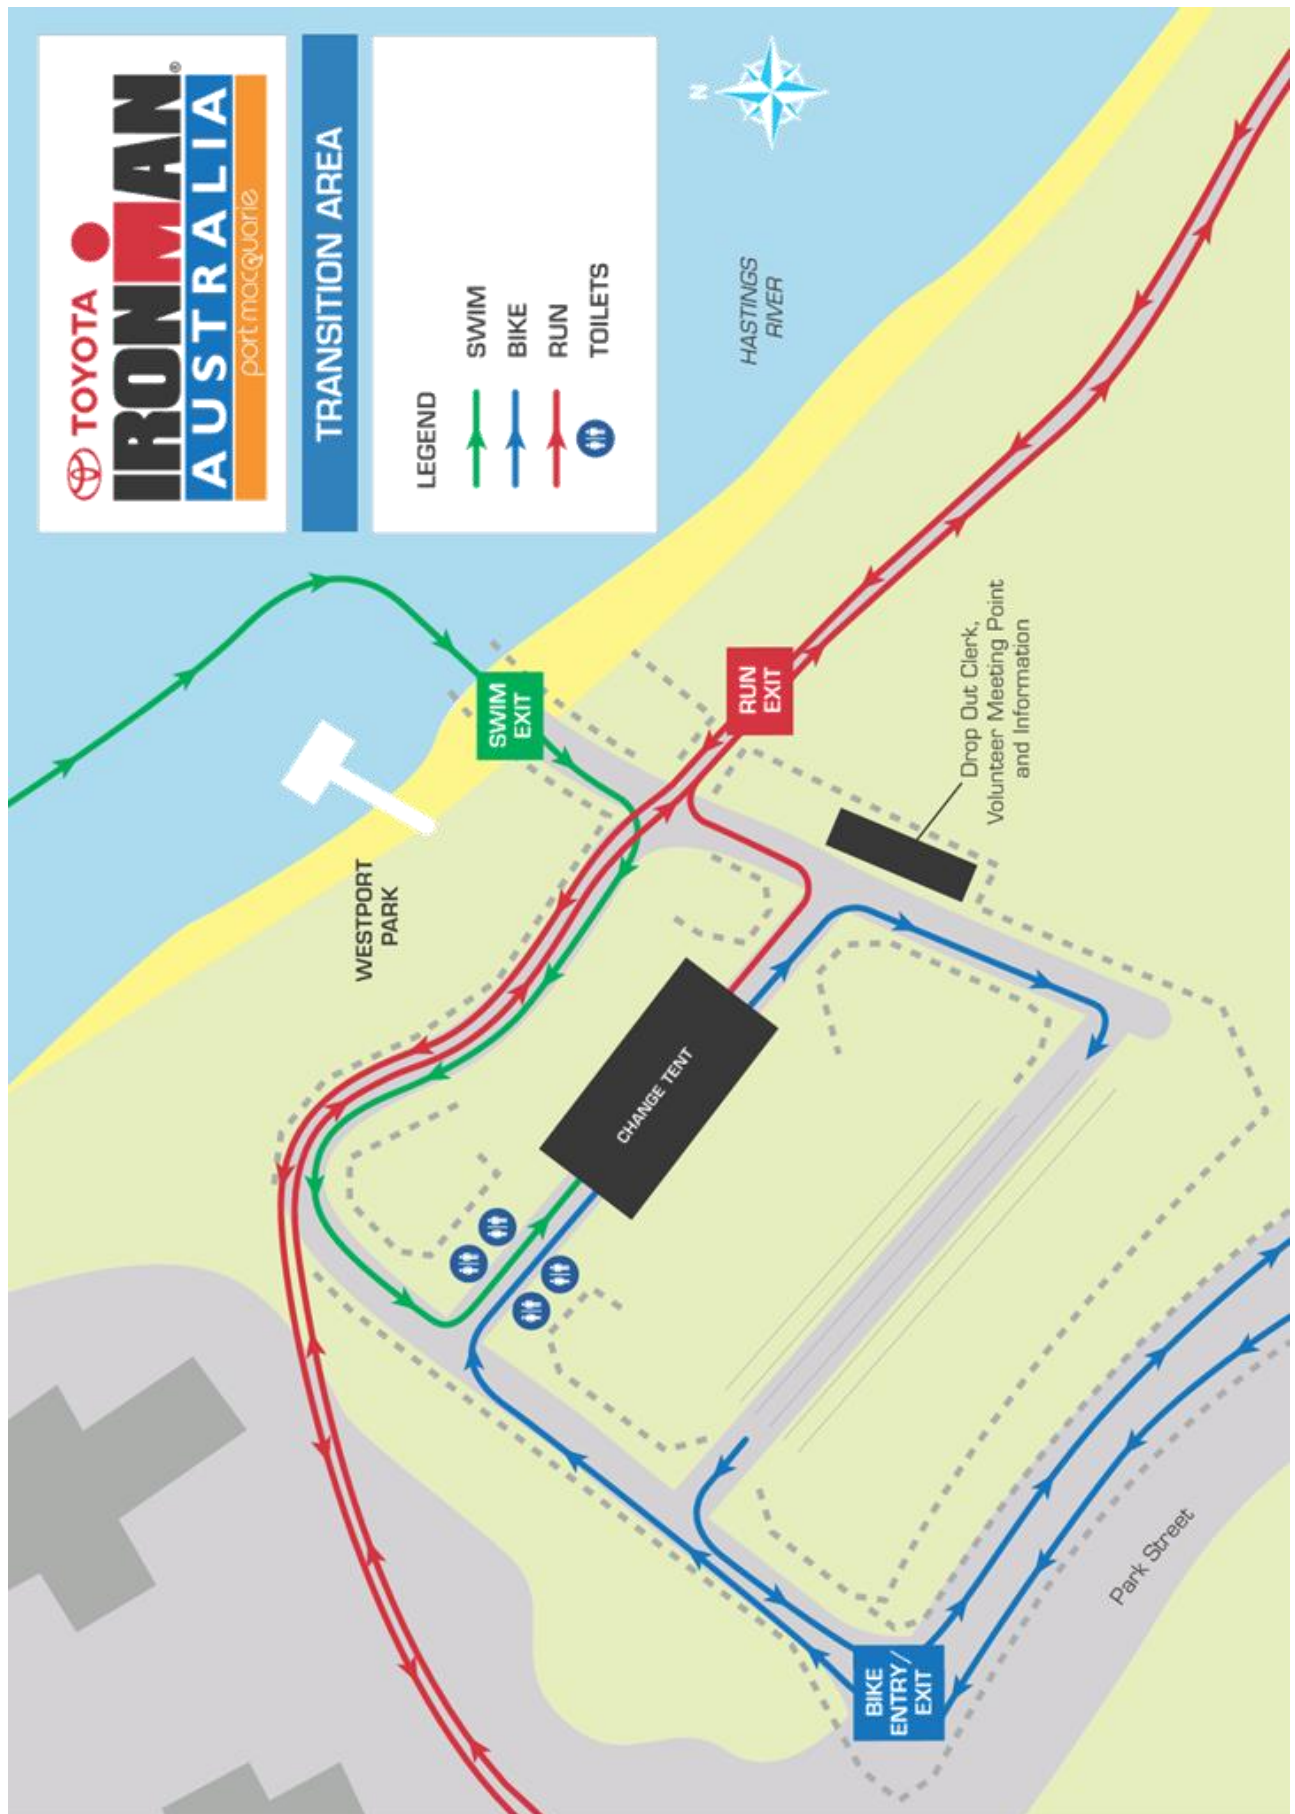 TOYOTA
IRONMAN®
AUSTRALIA
port macquarie
TRANSITION AREA
LEGEND
SWIM
BIKE
RUN
TOILETS
N
HASTINGS
RIVER
SWIM
EXIT
RUN
EXIT
WESTPORT
PARK
Drop Out Clerk,
Volunteer Meeting Point
and Information
CHANGE TENT
BIKE
ENTRY/
EXIT
Park Street